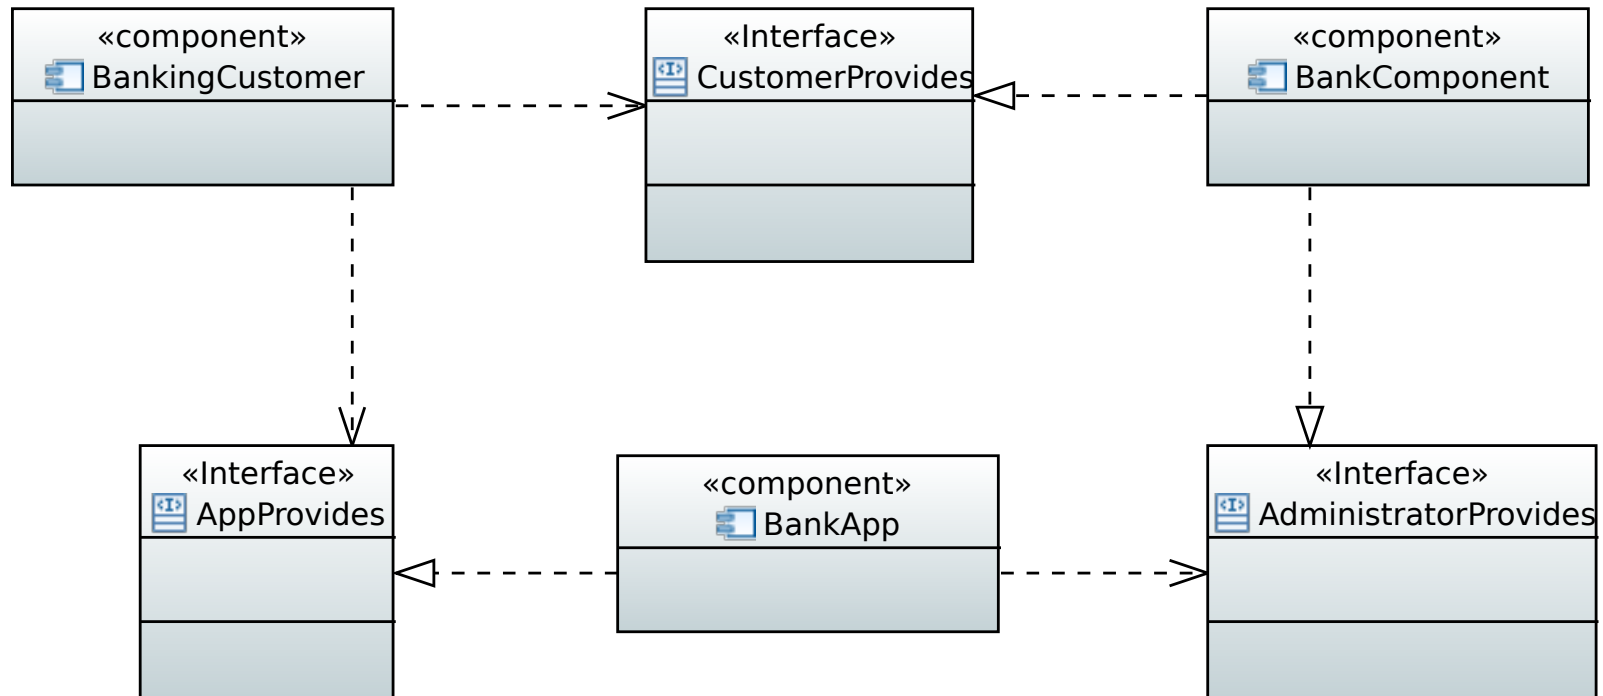 «component»
BankingCustomer
«Interface»
CustomerProvides
«component»
BankComponent
«Interface»
AppProvides
«component»
BankApp
«Interface»
AdministratorProvides